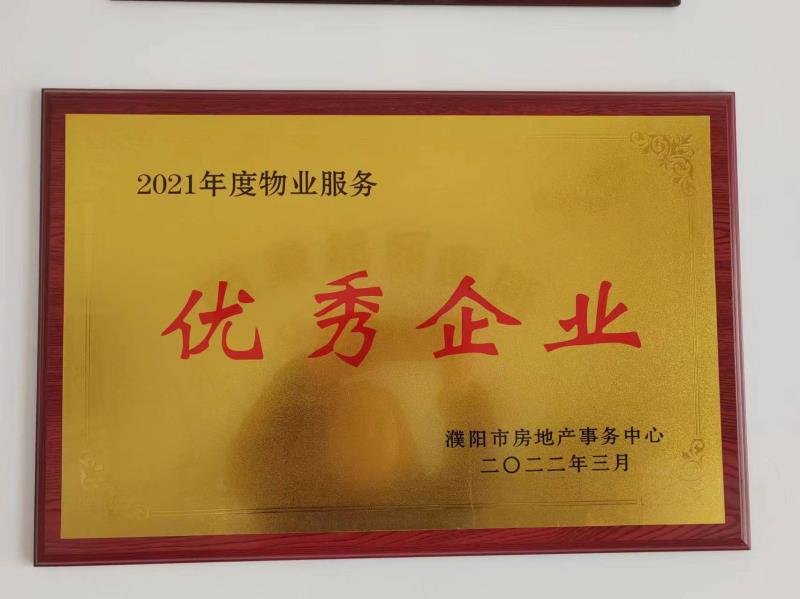 2021年度物业服务
优秀企业
濮阳市房地产事务中心
二〇二二年三月